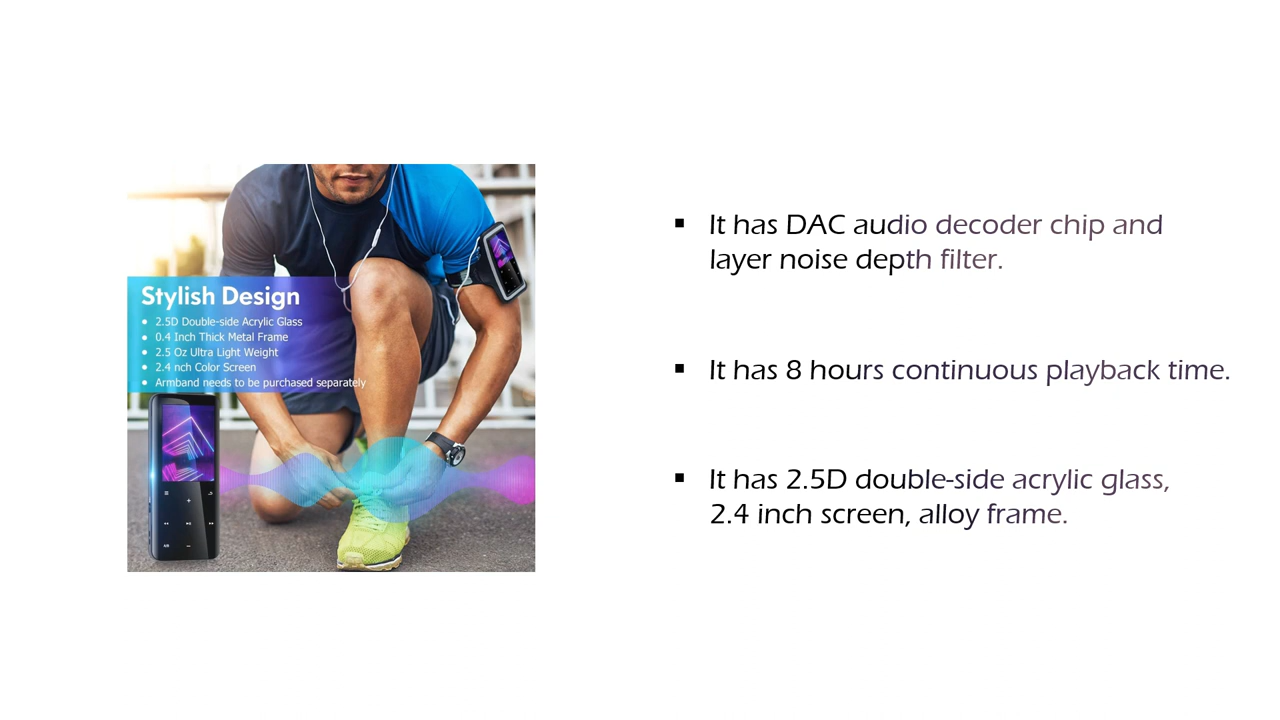 Stylish Design
• 2.5D Double-side Acrylic Glass
• 0.4 Inch Thick Metal Frame
• 2.5 Oz Ultra Light Weight
• 2.4 nch Color Screen
• Armband needs to be purchased separately
▪ It has DAC audio decoder chip and
layer noise depth filter.
▪ It has 8 hours continuous playback time.
▪ It has 2.5D double-side acrylic glass,
2.4 inch screen, alloy frame.